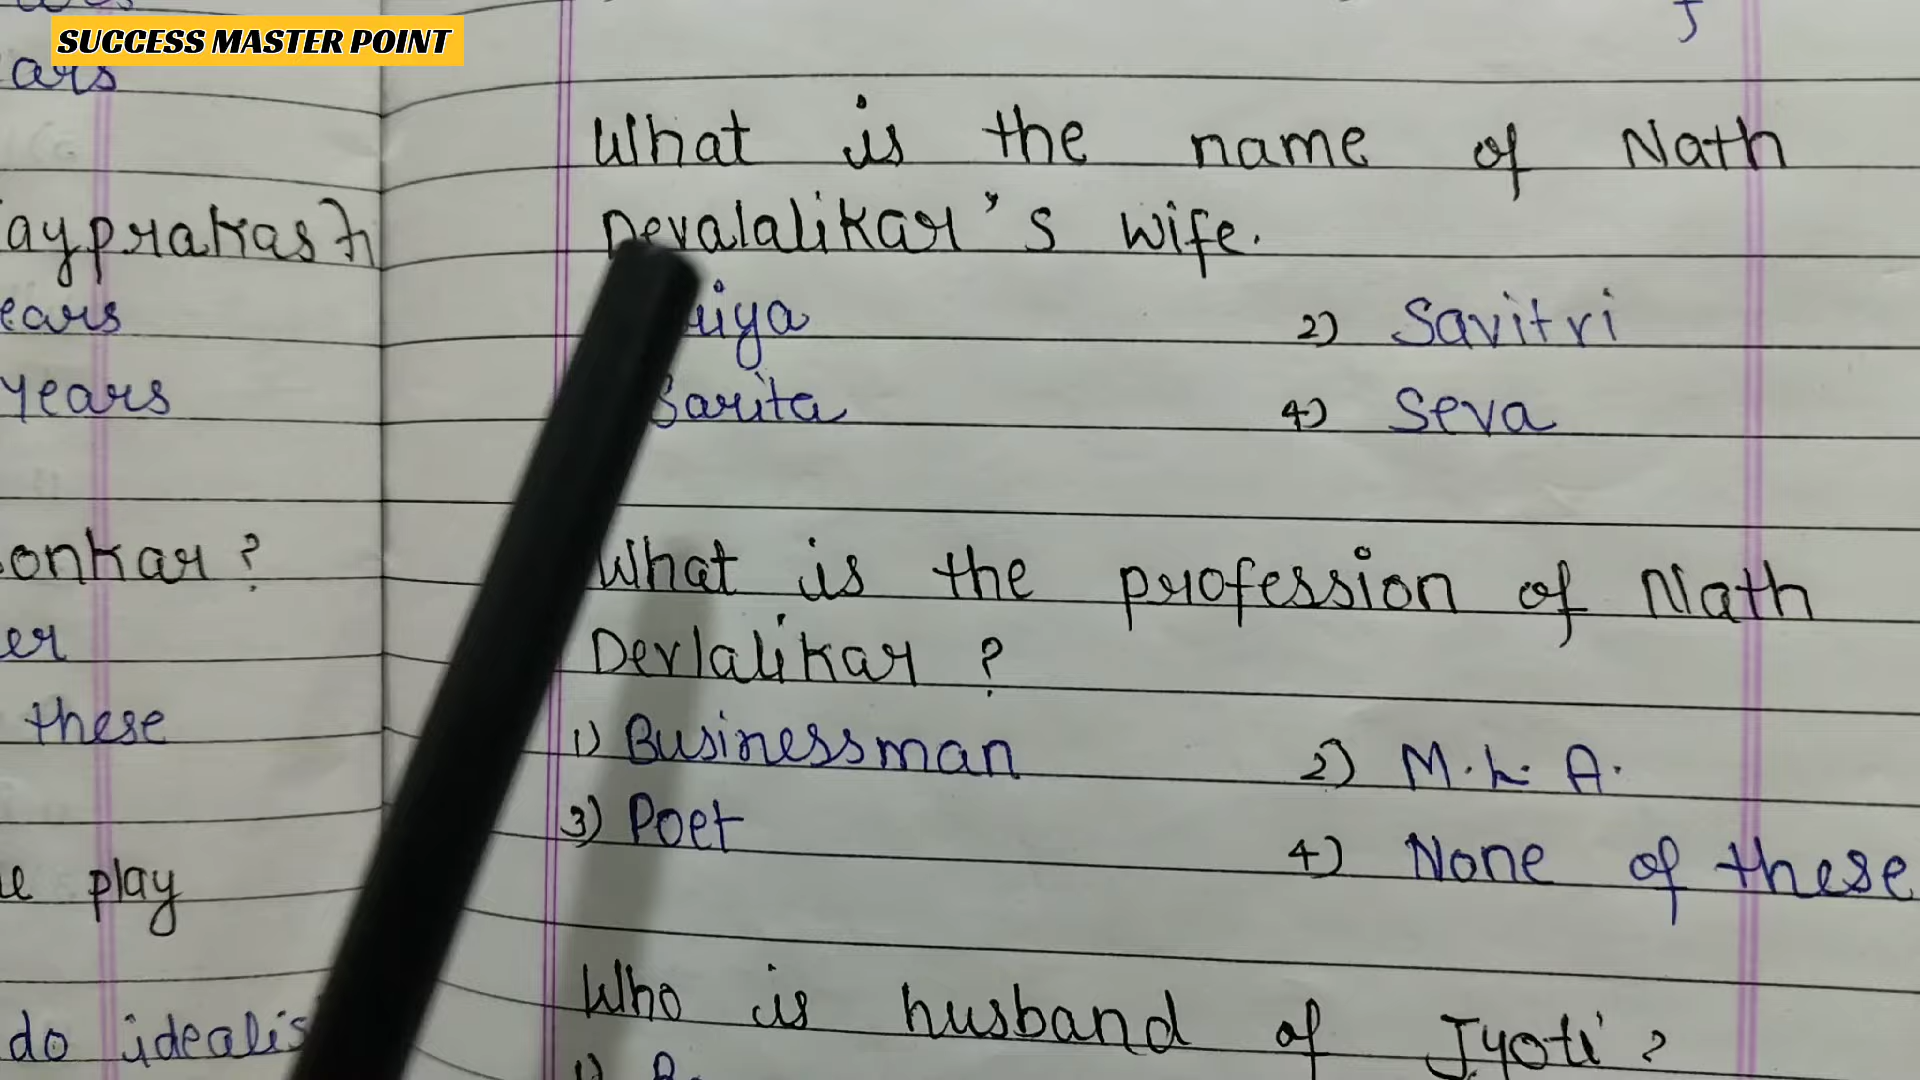 SUCCESS MASTER POINT
ars
ayprakash
ears
years
onkar ?
er
these
play
do idealis
What is the name of Nath
Devalalikar's wife.
2) Savitri
Sarita
4) Seva
What is the profession of Nath
Devlalikar ?
1) Businessman
2) M.L.A.
3) Poet
4) None of these
Who is husband of Jyoti ?
1)